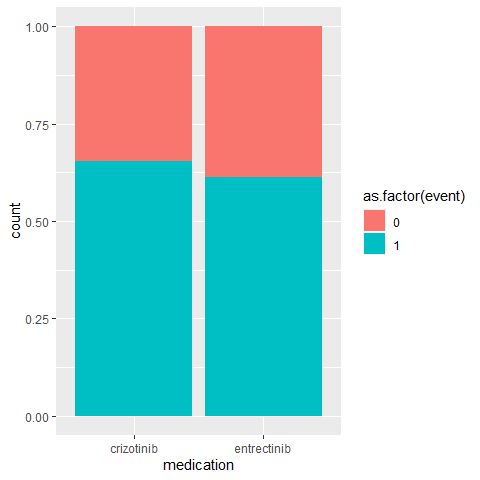 1.00
0.75
0.50
0.25
0.00
count
crizotinib entrectinib
medication
as.factor(event)
0
1